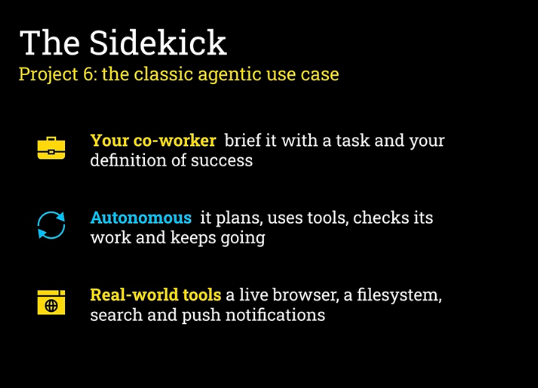 The Sidekick
Project 6: the classic agentic use case
Your co-worker brief it with a task and your
definition of success
Autonomous it plans, uses tools, checks its
work and keeps going
Real-world tools a live browser, a filesystem,
search and push notifications